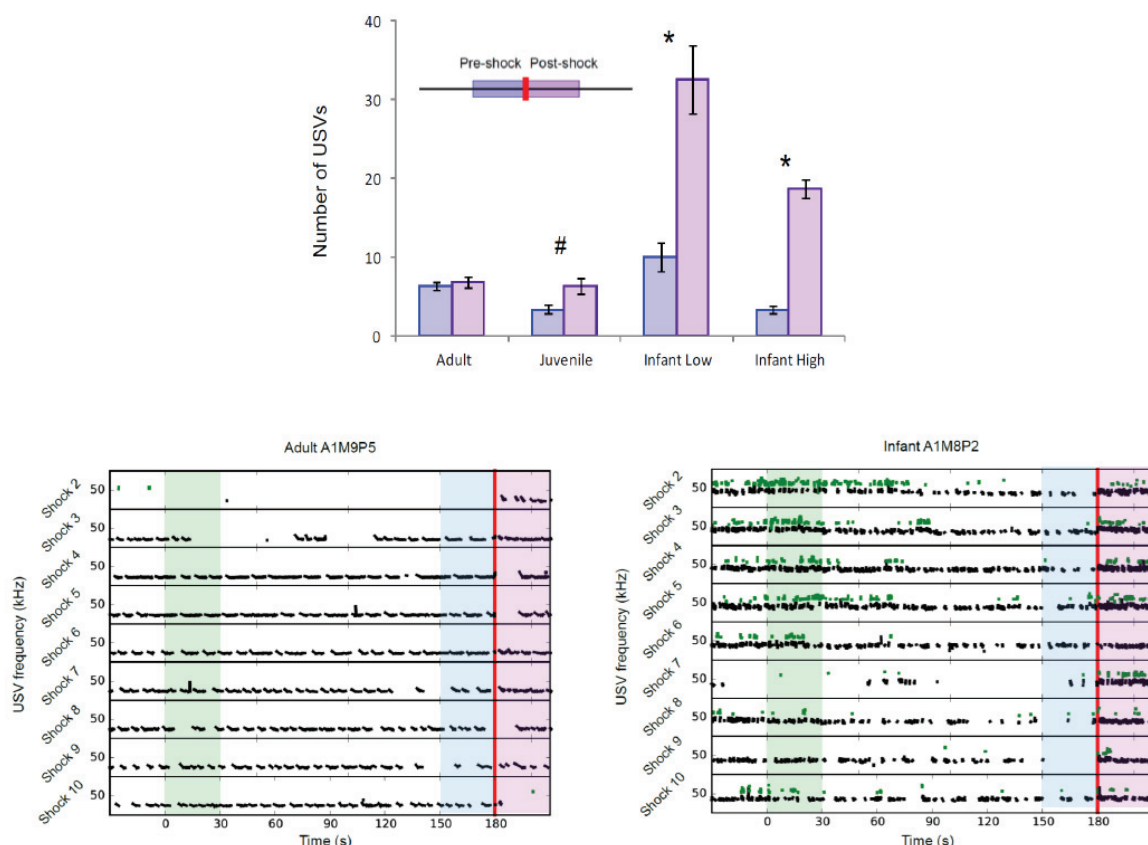 40
30
20
10
0
Number of USVs
Pre-shock Post-shock
*
*
#
Adult Juvenile Infant Low Infant High
Adult A1M9P5
USV frequency (kHz)
50 Shock 2
50 Shock 3
50 Shock 4
50 Shock 5
50 Shock 6
50 Shock 7
50 Shock 8
50 Shock 9
50 Shock 10
0 30 60 90 120 150 180
Time (s)
Infant A1M8P2
USV frequency (kHz)
50 Shock 2
50 Shock 3
50 Shock 4
50 Shock 5
50 Shock 6
50 Shock 7
50 Shock 8
50 Shock 9
50 Shock 10
0 30 60 90 120 150 180
Time (s)